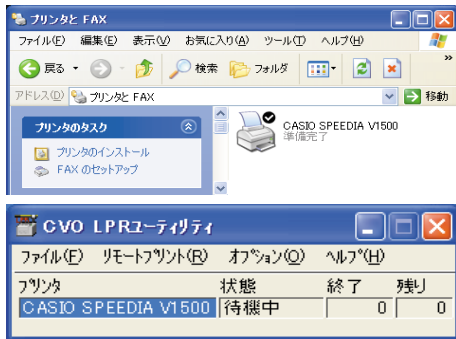 プリンタと FAX
ファイル(F) 編集(E) 表示(V) お気に入り(A) ツール(T) ヘルプ(H)
戻る 検索 フォルダ
アドレス(D) プリンタと FAX 移動
プリンタのタスク
プリンタのインストール
FAX のセットアップ
CASIO SPEEDIA V1500
準備完了
CVO LPRユーティリティ
ファイル(F) リモートプリント(R) オプション(O) ヘルプ(H)
プリンタ 状態 終了 残り
CASIO SPEEDIA V1500 待機中 0 0